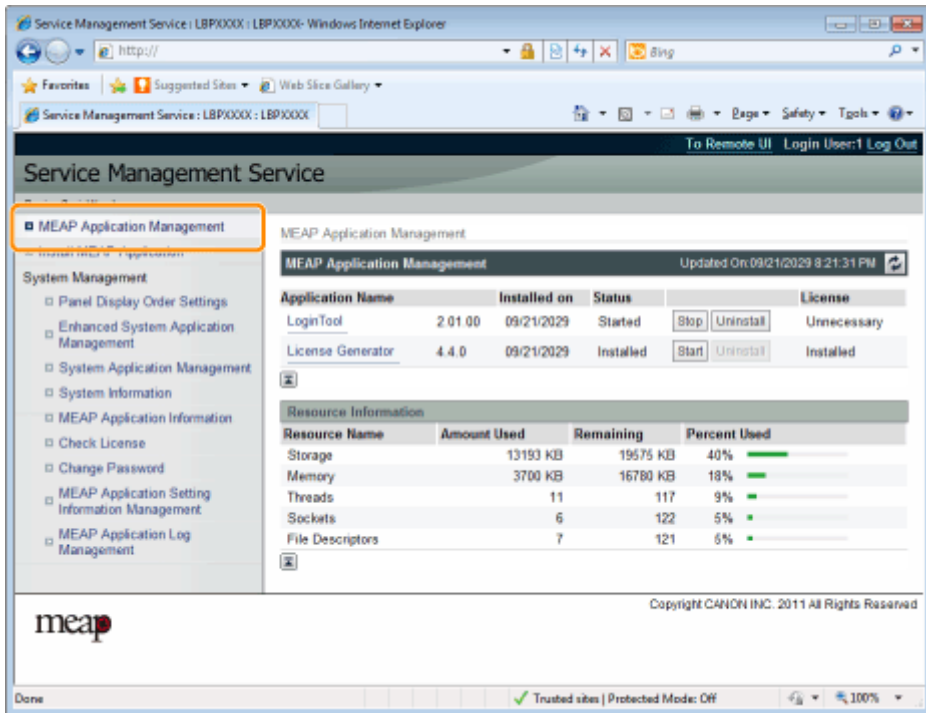 Service Management Service : LBPXXXX : LBPXXXX- Windows Internet Explorer
http://
Bing
Favorites Suggested Sites Web Slice Gallery
Service Management Service : LBPXXXX : LBPXXXX
Page Safety Tools
To Remote UI Login User:1 Log Out
Service Management Service
MEAP Application Management
System Management
Panel Display Order Settings
Enhanced System Application
Management
System Application Management
System Information
MEAP Application Information
Check License
Change Password
MEAP Application Setting
Information Management
MEAP Application Log
Management
MEAP Application Management
MEAP Application Management Updated On:09/21/2029 8:21:31 PM
Application Name Installed on Status License
LoginTool 2.01.00 09/21/2029 Started Stop Uninstall Unnecessary
License Generator 4.4.0 09/21/2029 Installed Start Uninstall Installed
Resource Information
Resource Name Amount Used Remaining Percent Used
Storage 13193 KB 19575 KB 40%
Memory 3700 KB 16780 KB 18%
Threads 11 117 9%
Sockets 6 122 5%
File Descriptors 7 121 6%
Copyright CANON INC. 2011 All Rights Reserved
meap
Done Trusted sites | Protected Mode: Off 100%